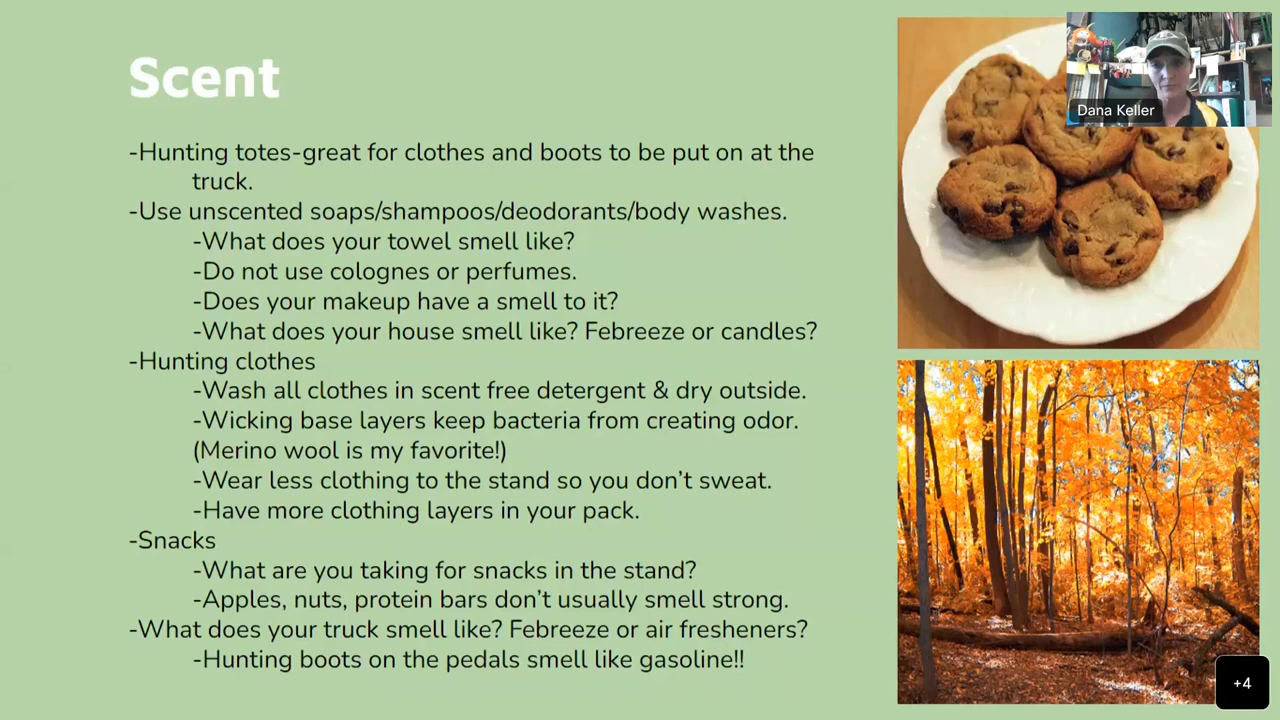 Scent
-Hunting totes-great for clothes and boots to be put on at the
truck.
-Use unscented soaps/shampoos/deodorants/body washes.
-What does your towel smell like?
-Do not use colognes or perfumes.
-Does your makeup have a smell to it?
-What does your house smell like? Febreeze or candles?
-Hunting clothes
-Wash all clothes in scent free detergent & dry outside.
-Wicking base layers keep bacteria from creating odor.
(Merino wool is my favorite!)
-Wear less clothing to the stand so you don’t sweat.
-Have more clothing layers in your pack.
-Snacks
-What are you taking for snacks in the stand?
-Apples, nuts, protein bars don’t usually smell strong.
-What does your truck smell like? Febreeze or air fresheners?
-Hunting boots on the pedals smell like gasoline!!
Dana Keller
+4